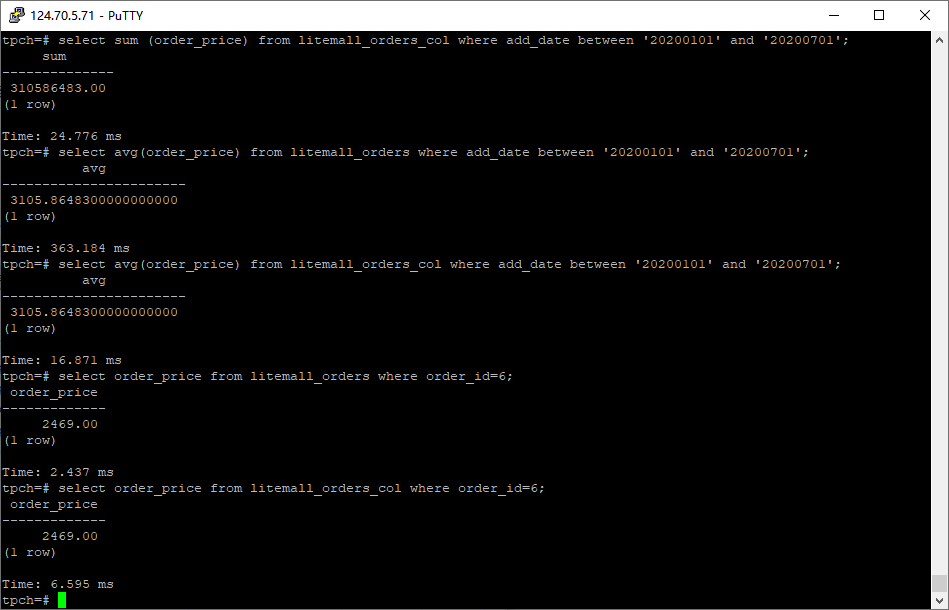 124.70.5.71 - PuTTY
tpch=# select sum (order_price) from litemall_orders_col where add_date between '20200101' and '20200701';
sum
--------------
310586483.00
(1 row)
Time: 24.776 ms
tpch=# select avg(order_price) from litemall_orders where add_date between '20200101' and '20200701';
avg
-----------------------
3105.8648300000000000
(1 row)
Time: 363.184 ms
tpch=# select avg(order_price) from litemall_orders_col where add_date between '20200101' and '20200701';
avg
-----------------------
3105.8648300000000000
(1 row)
Time: 16.871 ms
tpch=# select order_price from litemall_orders where order_id=6;
order_price
-------------
2469.00
(1 row)
Time: 2.437 ms
tpch=# select order_price from litemall_orders_col where order_id=6;
order_price
-------------
2469.00
(1 row)
Time: 6.595 ms
tpch=#